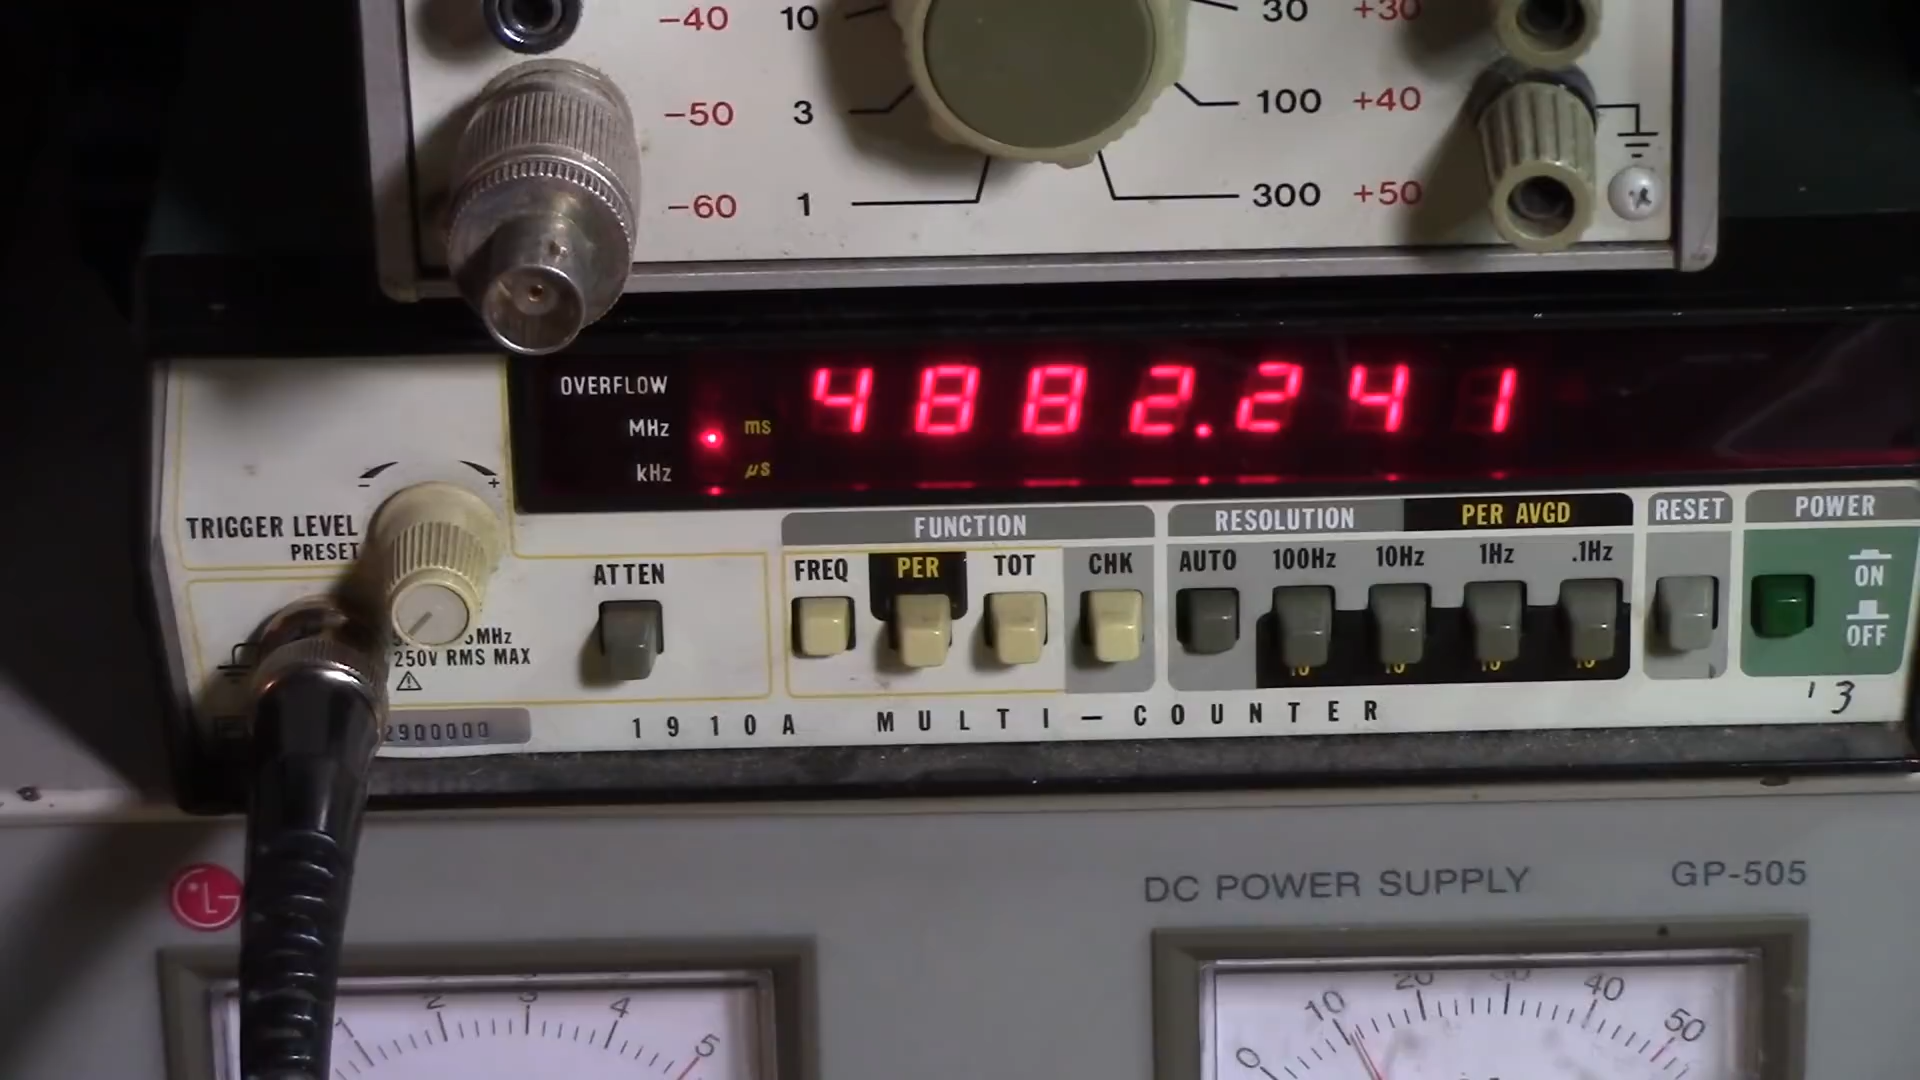 -40 10 30 +30
-50 3 100 +40
-60 1 300 +50
OVERFLOW
MHz ms
kHz µs
4882.241
- +
TRIGGER LEVEL
PRESET
MHz
250V RMS MAX
ATTEN
FUNCTION
FREQ PER TOT CHK
RESOLUTION PER AVGD
AUTO 100Hz 10Hz 1Hz .1Hz
RESET
POWER
ON
OFF
2900000
1910A MULTI-COUNTER
'3
LG
DC POWER SUPPLY GP-505
1 2 3 4 5
0 10 20 30 40 50